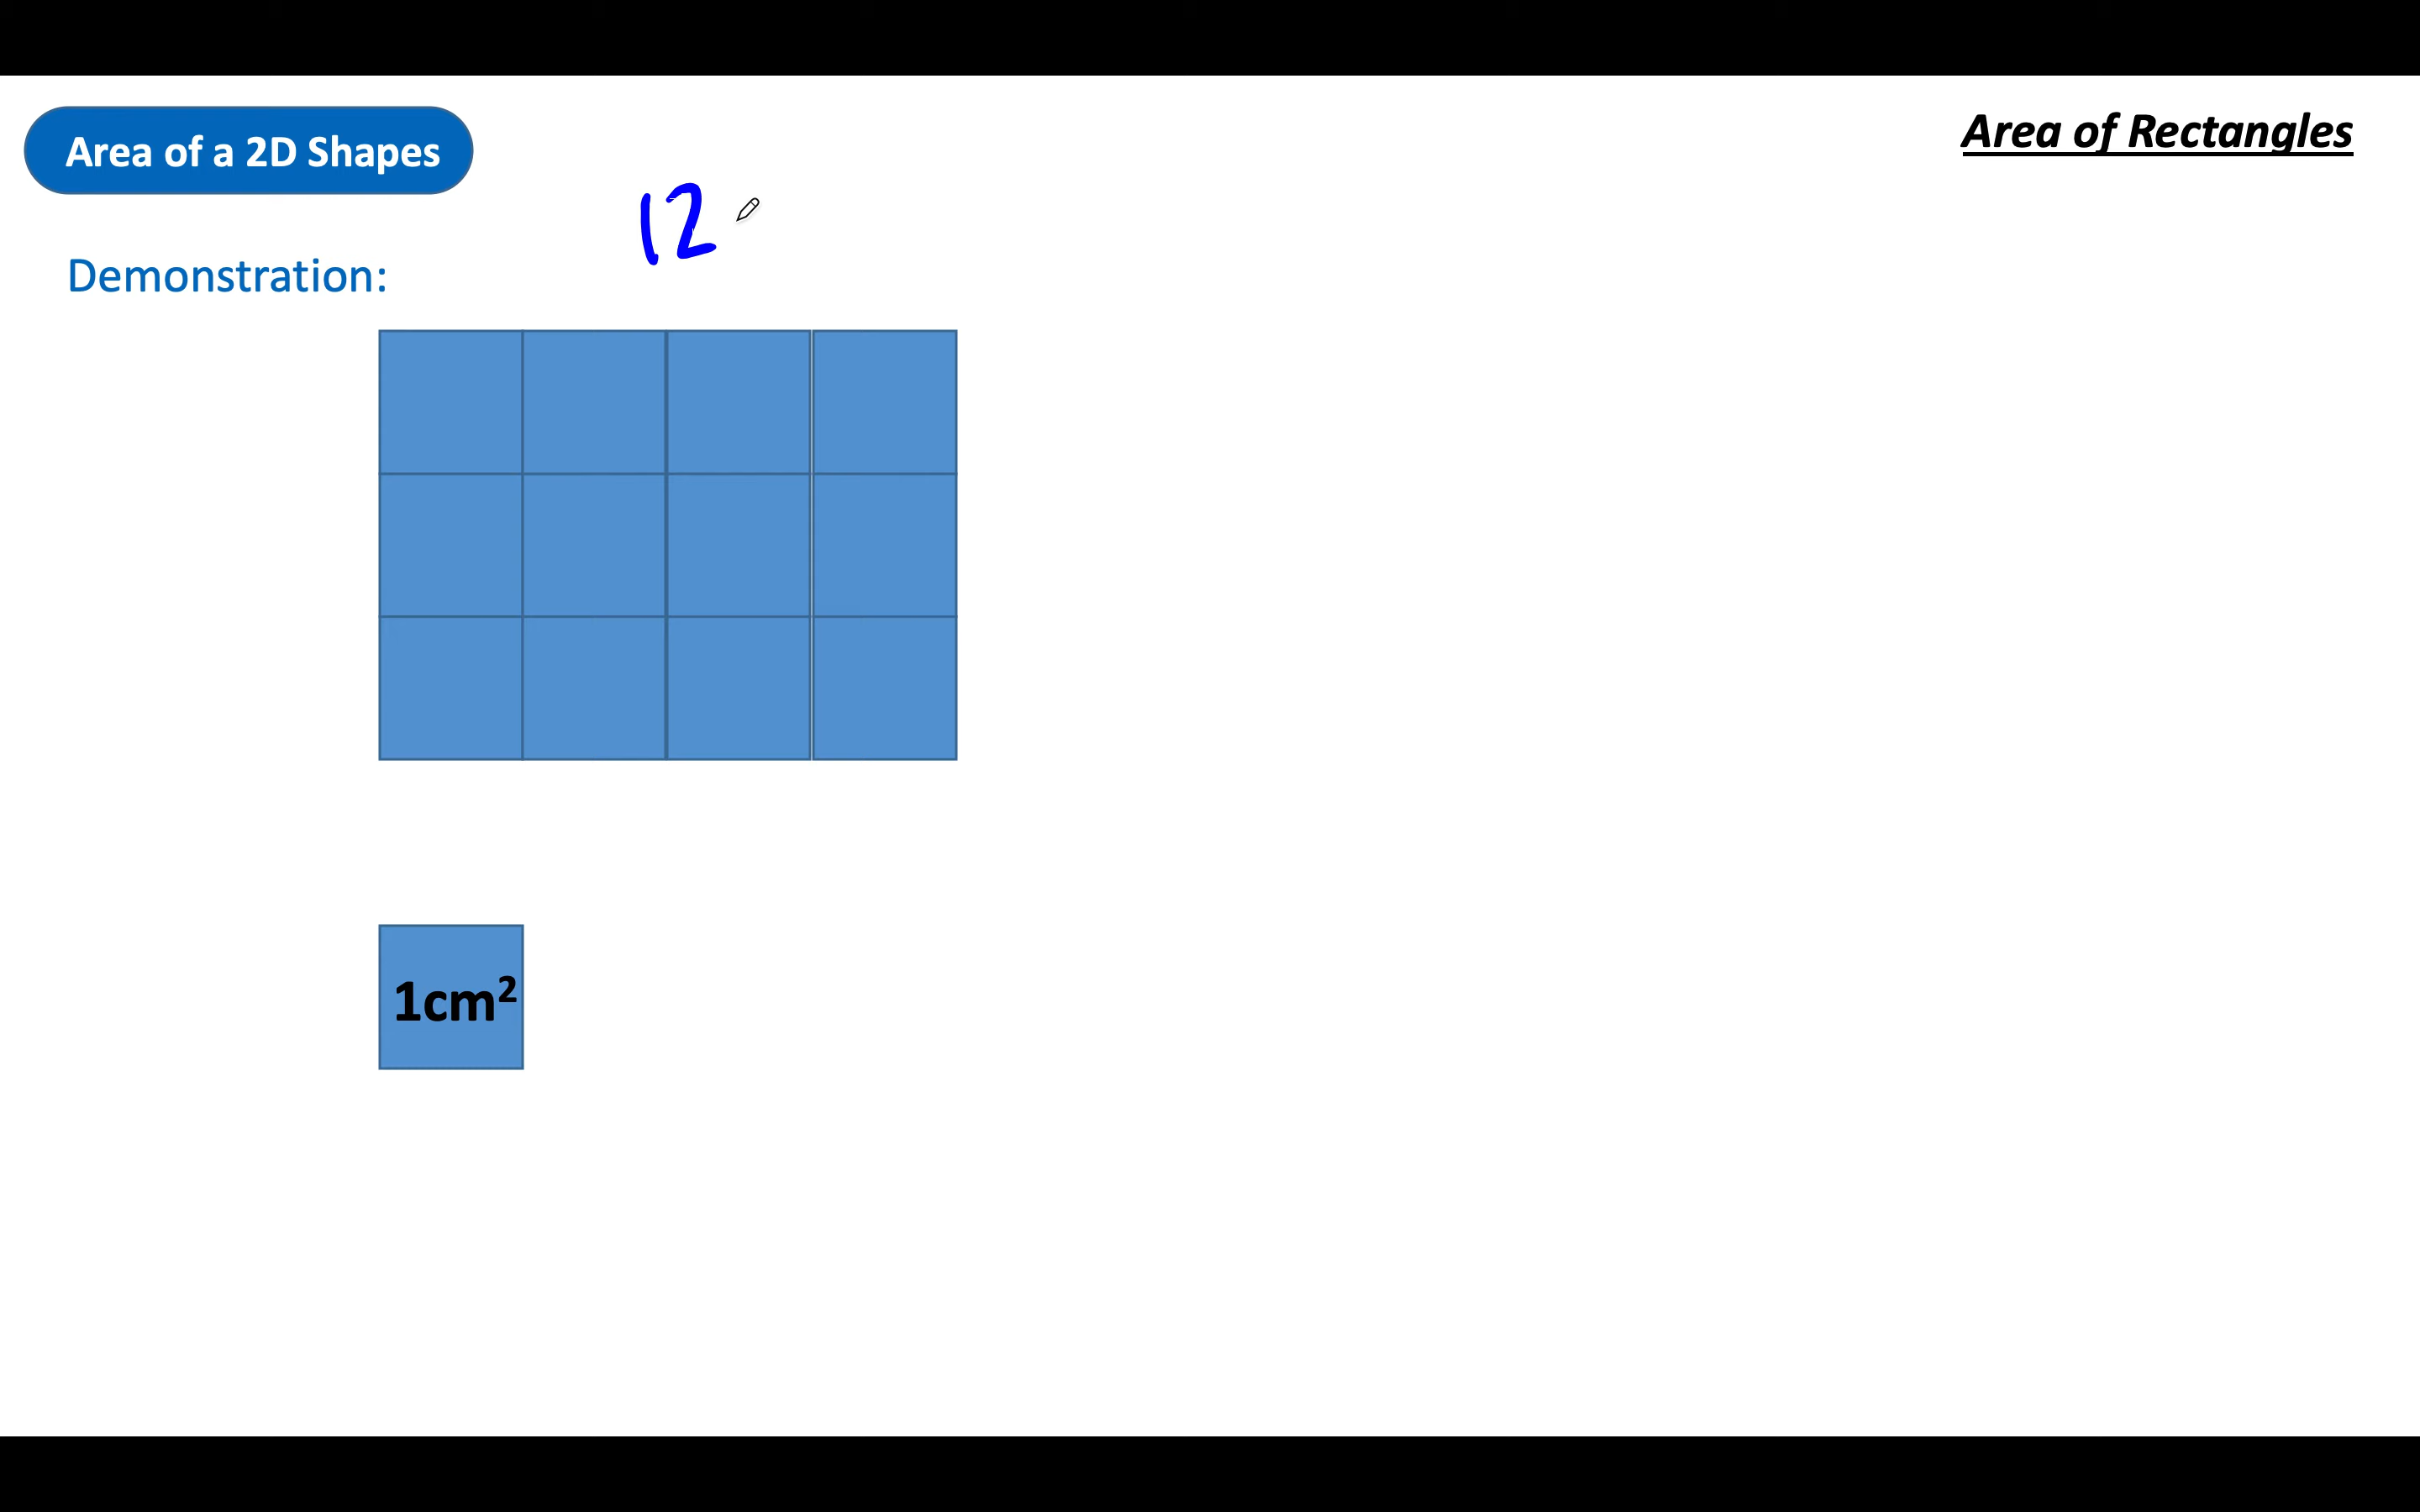 Area of a 2D Shapes
Area of Rectangles
12
Demonstration:
1cm²